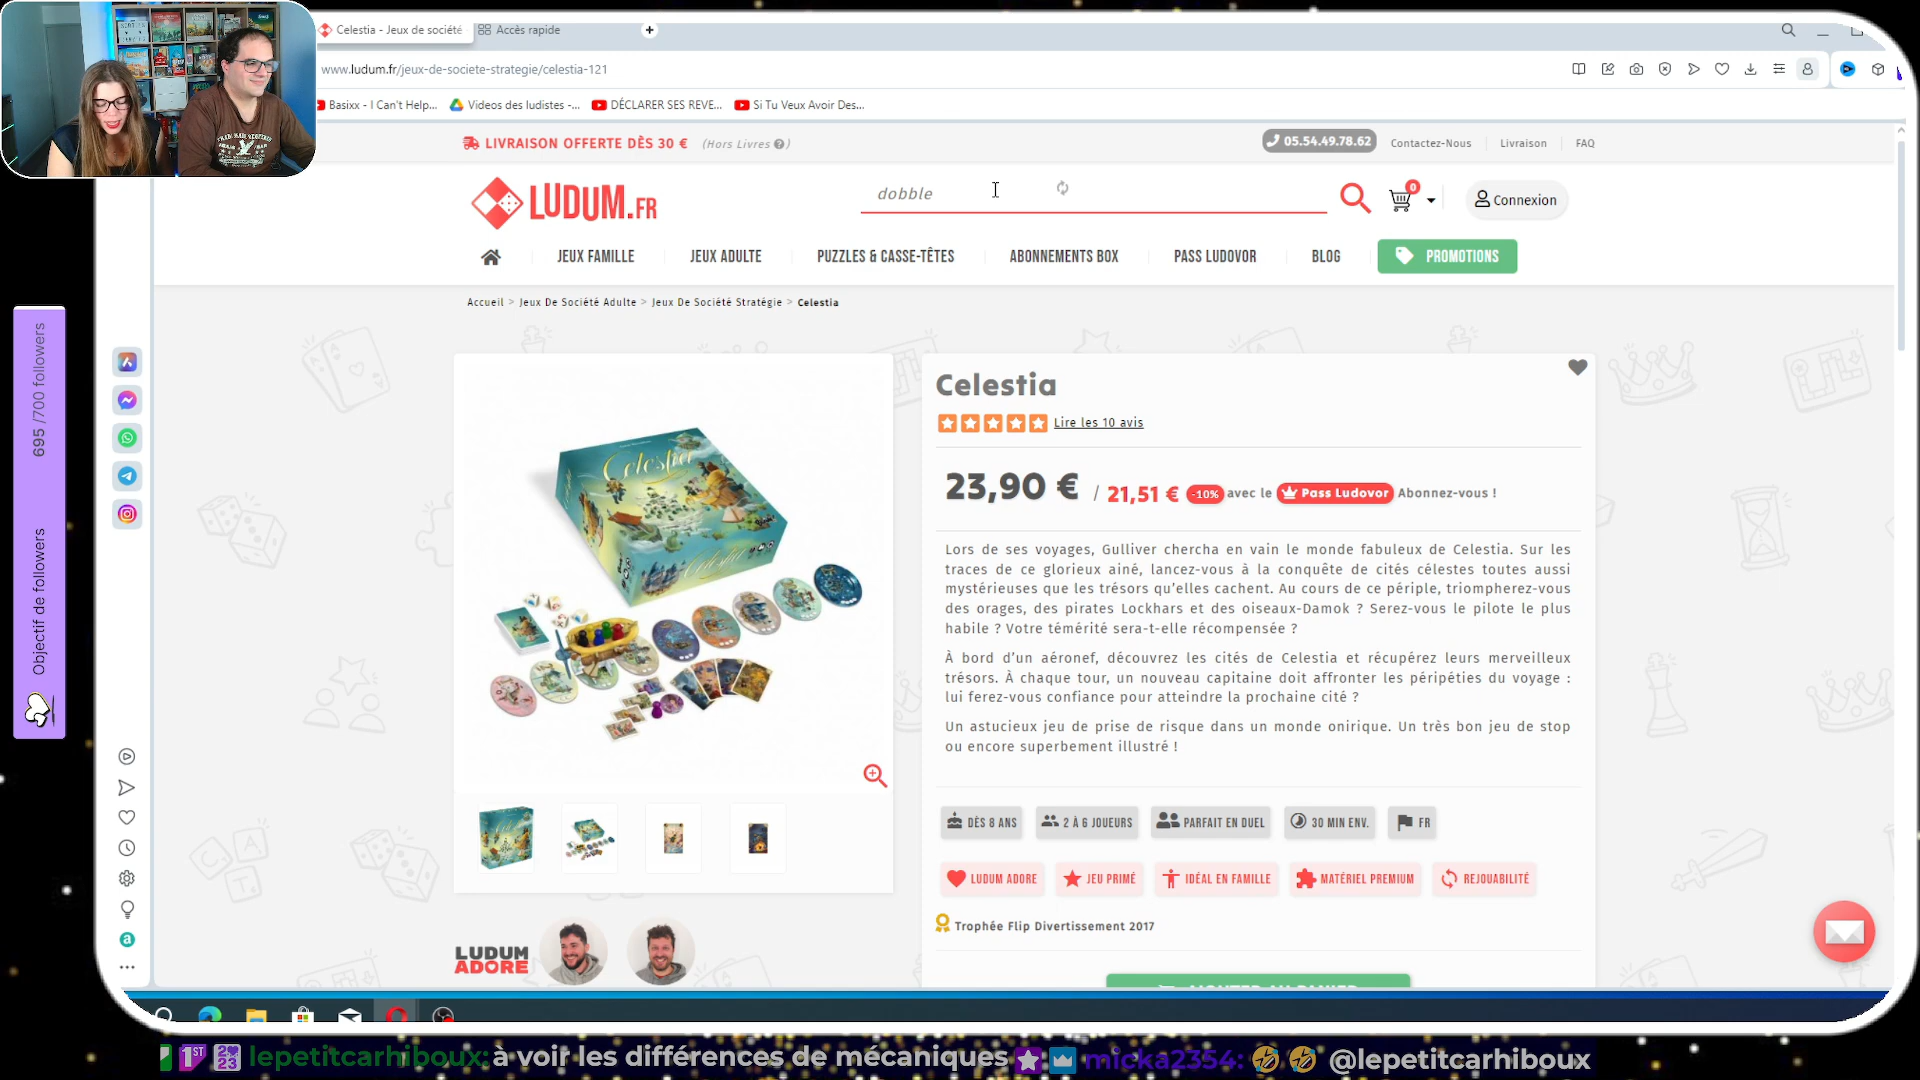 Celestia - Jeux de société
Accès rapide
www.ludum.fr/jeux-de-societe-strategie/celestia-121
Basixx - I Can't Help...
Videos des ludistes -...
DÉCLARER SES REVE...
Si Tu Veux Avoir Des...
LIVRAISON OFFERTE DÈS 30 € (Hors Livres ?)
05.54.49.78.62
Contactez-Nous
Livraison
FAQ
LUDUM.FR
dobble
0
Connexion
JEUX FAMILLE
JEUX ADULTE
PUZZLES & CASSE-TÊTES
ABONNEMENTS BOX
PASS LUDOVOR
BLOG
PROMOTIONS
Accueil > Jeux De Société Adulte > Jeux De Société Stratégie > Celestia
Celestia
Lire les 10 avis
23,90 € / 21,51 € -10% avec le Pass Ludovor Abonnez-vous !
Lors de ses voyages, Gulliver chercha en vain le monde fabuleux de Celestia. Sur les
traces de ce glorieux ainé, lancez-vous à la conquête de cités célestes toutes aussi
mystérieuses que les trésors qu'elles cachent. Au cours de ce périple, triompherez-vous
des orages, des pirates Lockhars et des oiseaux-Damok ? Serez-vous le pilote le plus
habile ? Votre témérité sera-t-elle récompensée ?
À bord d'un aéronef, découvrez les cités de Celestia et récupérez leurs merveilleux
trésors. À chaque tour, un nouveau capitaine doit affronter les péripéties du voyage :
lui ferez-vous confiance pour atteindre la prochaine cité ?
Un astucieux jeu de prise de risque dans un monde onirique. Un très bon jeu de stop
ou encore superbement illustré !
DÈS 8 ANS
2 À 6 JOUEURS
PARFAIT EN DUEL
30 MIN ENV.
FR
LUDUM ADORE
JEU PRIMÉ
IDÉAL EN FAMILLE
MATÉRIEL PREMIUM
REJOUABILITÉ
Trophée Flip Divertissement 2017
AJOUTER AU PANIER
Celestia
LUDUM
ADORE
Objectif de followers
695 /700 followers
1ST
2023
lepetitcarhiboux: à voir les différences de mécaniques
micka2354: @lepetitcarhiboux